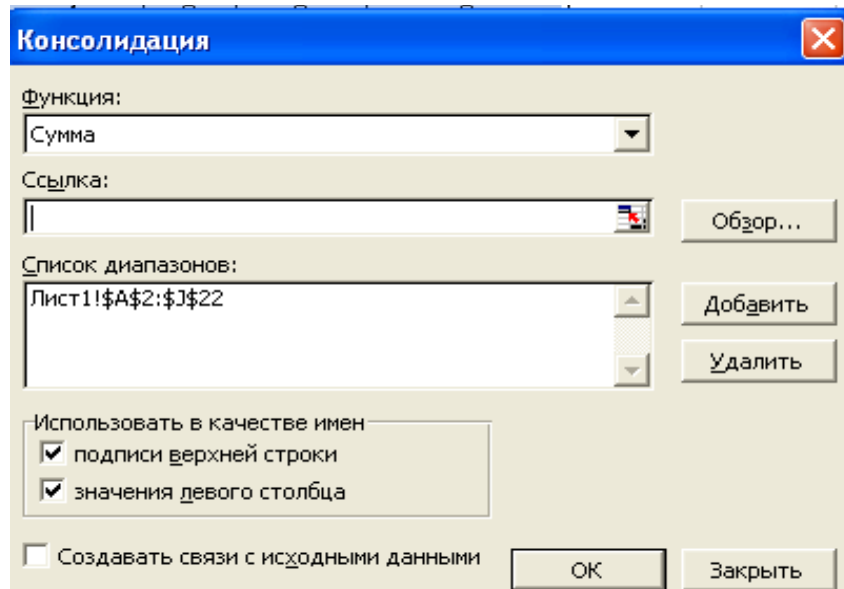 Консолидация
Функция:
Сумма
Ссылка:
Обзор...
Список диапазонов:
Лист1!$A$2:$J$22
Добавить
Удалить
Использовать в качестве имен
подписи верхней строки
значения левого столбца
Создавать связи с исходными данными
ОК
Закрыть